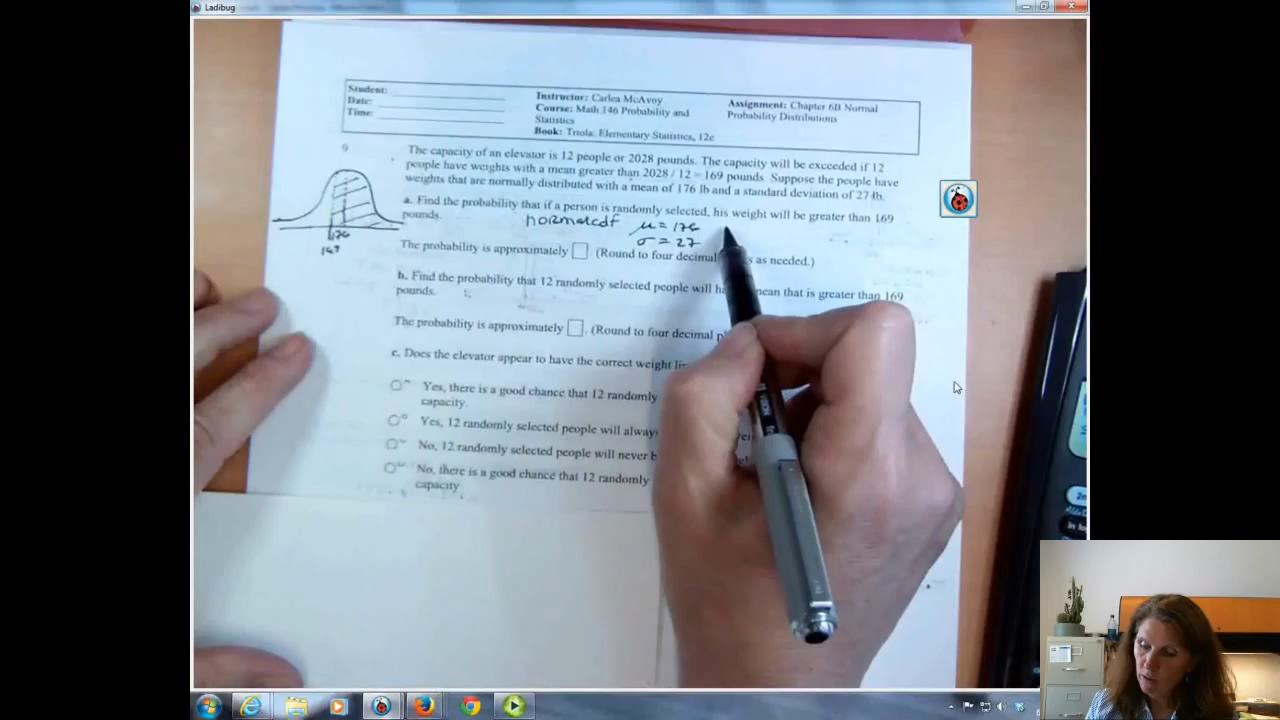 Ladibug
Student:
Date:
Time:
Instructor: Carlea McAvoy
Course: Math 146 Probability and
Statistics
Book: Triola: Elementary Statistics, 12e
Assignment: Chapter 6B Normal
Probability Distributions
9
The capacity of an elevator is 12 people or 2028 pounds. The capacity will be exceeded if 12
people have weights with a mean greater than 2028 / 12 = 169 pounds. Suppose the people have
weights that are normally distributed with a mean of 176 lb and a standard deviation of 27 lb.
a. Find the probability that if a person is randomly selected, his weight will be greater than 169
pounds.
normalcdf μ = 176
σ = 27
176
169
The probability is approximately (Round to four decimal s as needed.)
b. Find the probability that 12 randomly selected people will ha mean that is greater than 169
pounds.
The probability is approximately (Round to four decimal p
c. Does the elevator appear to have the correct weight li
Yes, there is a good chance that 12 randomly
capacity.
Yes, 12 randomly selected people will alway
No, 12 randomly selected people will never b
No, there is a good chance that 12 randomly
capacity